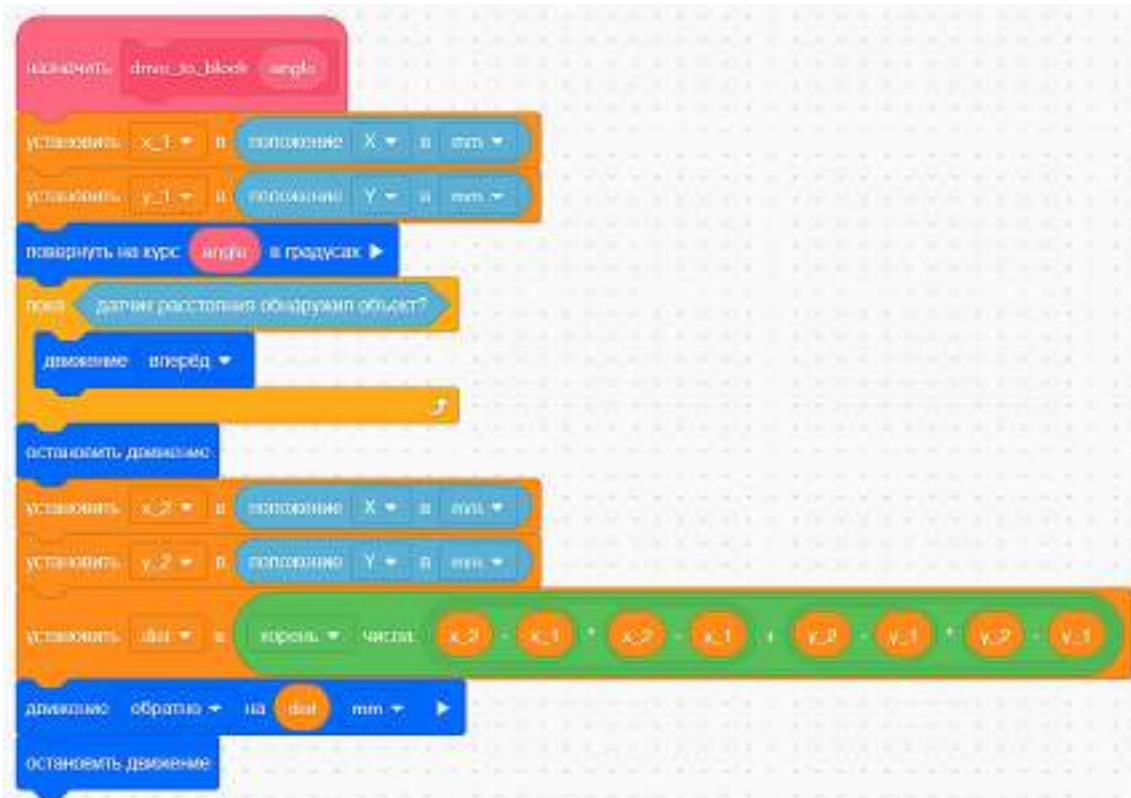 назначить drive_to_block angle
установить x_1 в положение X в mm
установить y_1 в положение Y в mm
повернуть на курс angle в градусах
пока датчик расстояния обнаружил объект?
движение вперёд
остановить движение
установить x_2 в положение X в mm
установить y_2 в положение Y в mm
установить dist в корень числа x_2 - x_1 * x_2 - x_1 + y_2 - y_1 * y_2 - y_1
движение обратно на dist mm
остановить движение